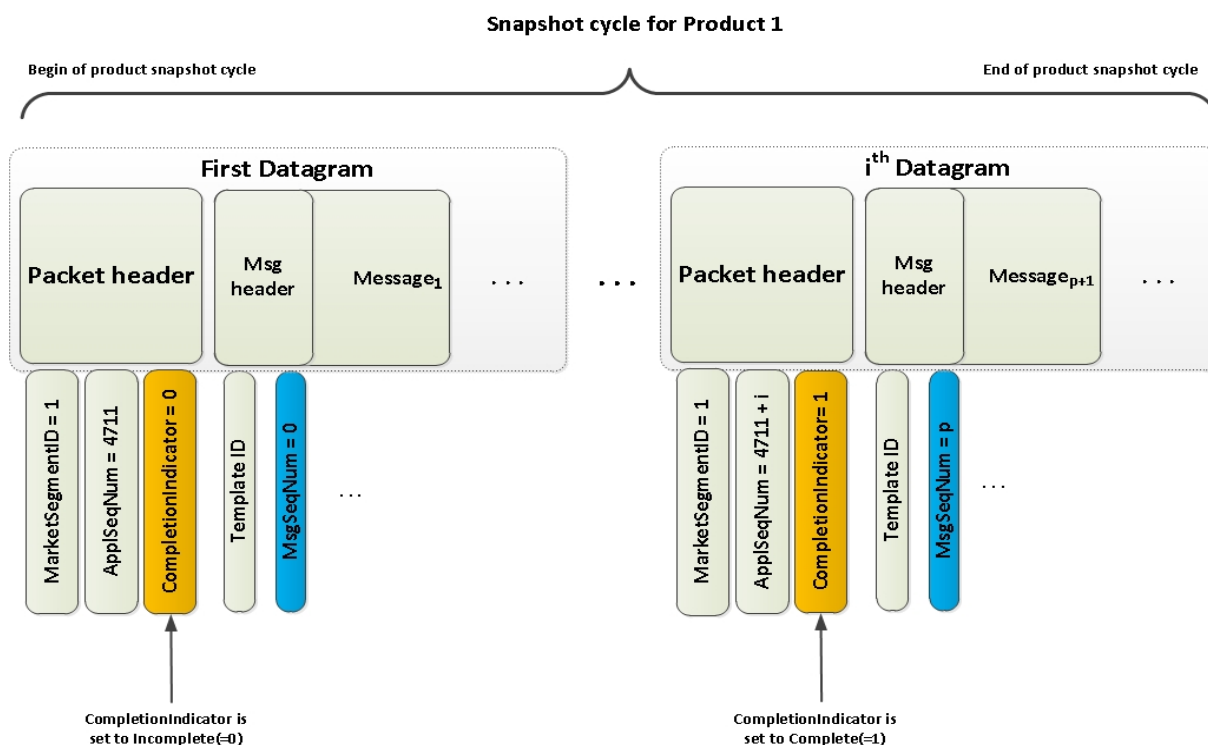 Snapshot cycle for Product 1
Begin of product snapshot cycle
End of product snapshot cycle
First Datagram
Packet header
Msg
header
Message1
. . .
. . .
ith Datagram
Packet header
Msg
header
Messagep+1
. . .
MarketSegmentID = 1
ApplSeqNum = 4711
CompletionIndicator = 0
Template ID
MsgSeqNum = 0
...
MarketSegmentID = 1
ApplSeqNum = 4711 + i
CompletionIndicator= 1
Template ID
MsgSeqNum = p
...
CompletionIndicator is
set to Incomplete(=0)
CompletionIndicator is
set to Complete(=1)